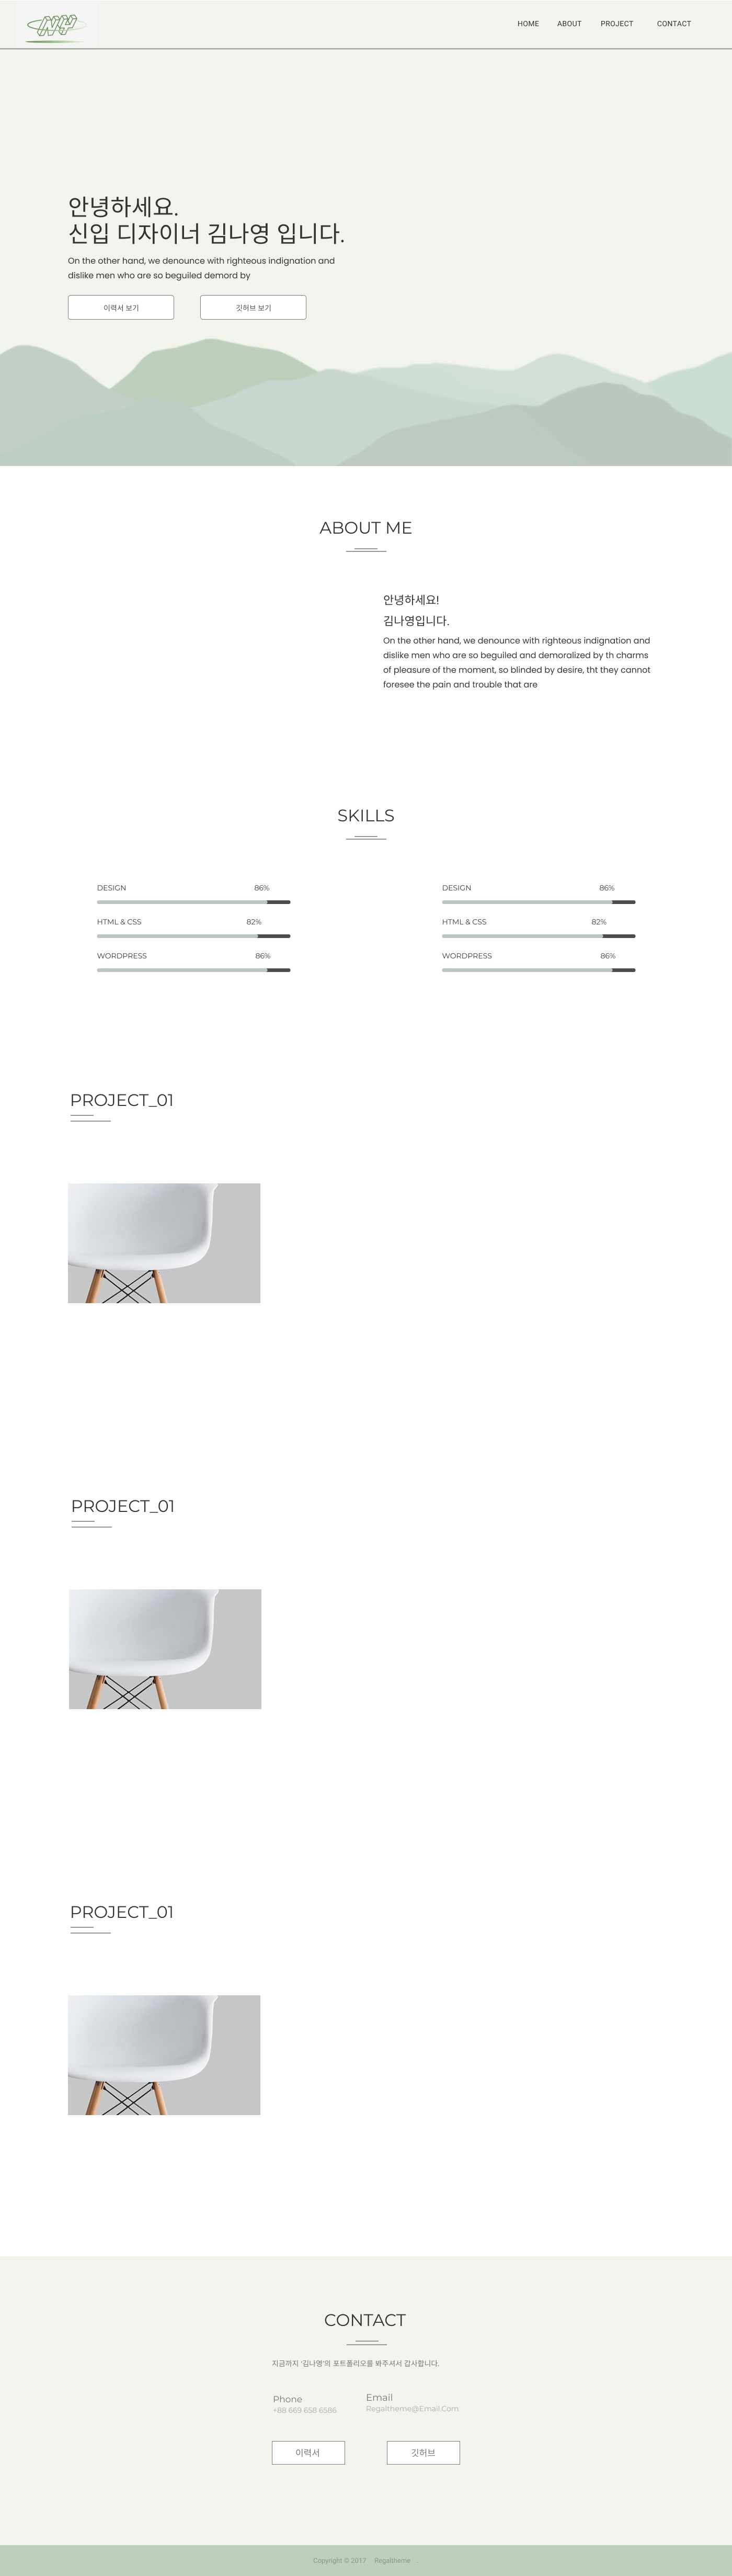 NY
HOME ABOUT PROJECT CONTACT
안녕하세요.
신입 디자이너 김나영 입니다.
On the other hand, we denounce with righteous indignation and
dislike men who are so beguiled demord by
이력서 보기 깃허브 보기
ABOUT ME
안녕하세요!
김나영입니다.
On the other hand, we denounce with righteous indignation and
dislike men who are so beguiled and demoralized by th charms
of pleasure of the moment, so blinded by desire, tht they cannot
foresee the pain and trouble that are
SKILLS
DESIGN 86%
HTML & CSS 82%
WORDPRESS 86%
DESIGN 86%
HTML & CSS 82%
WORDPRESS 86%
PROJECT_01
PROJECT_01
PROJECT_01
CONTACT
지금까지 '김나영'의 포트폴리오를 봐주셔서 감사합니다.
Phone
+88 669 658 6586
Email
Regaltheme@Email.Com
이력서 깃허브
Copyright © 2017 Regaltheme .